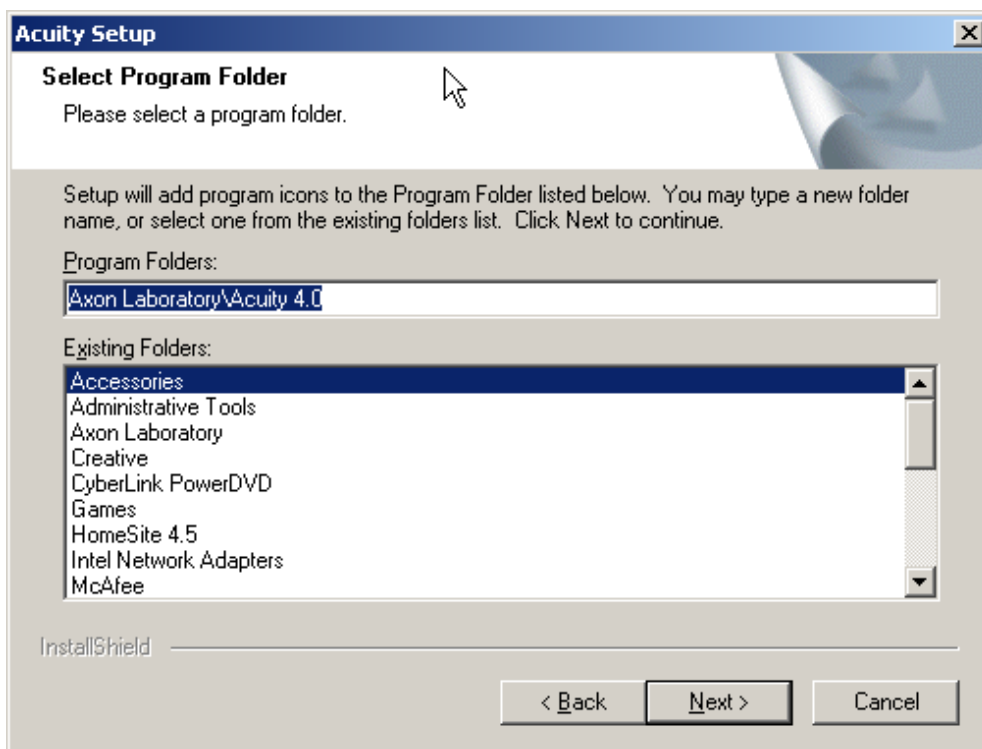 Acuity Setup
Select Program Folder
Please select a program folder.
Setup will add program icons to the Program Folder listed below.  You may type a new folder
name, or select one from the existing folders list.  Click Next to continue.
Program Folders:
Axon Laboratory\Acuity 4.0
Existing Folders:
Accessories
Administrative Tools
Axon Laboratory
Creative
CyberLink PowerDVD
Games
HomeSite 4.5
Intel Network Adapters
McAfee
InstallShield
< Back Next > Cancel